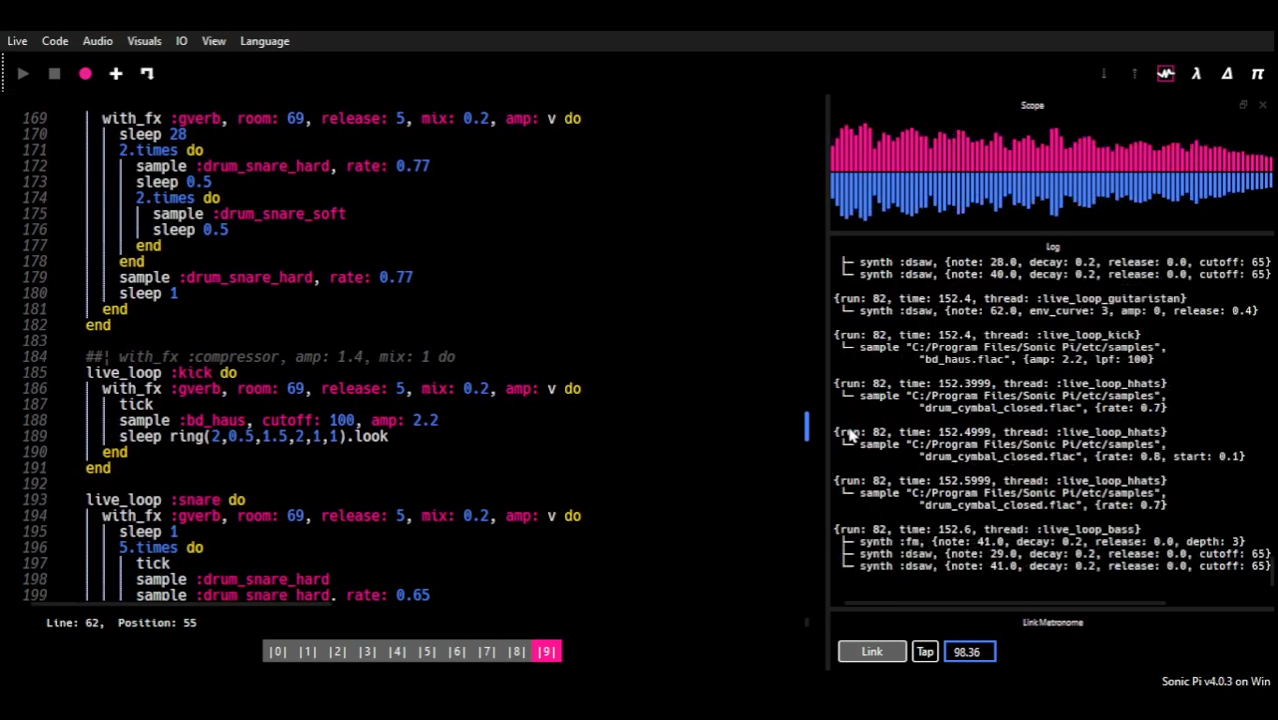 Live Code Audio Visuals IO View Language
Scope
169 with_fx :gverb, room: 69, release: 5, mix: 0.2, amp: v do
170 sleep 28
171 2.times do
172 sample :drum_snare_hard, rate: 0.77
173 sleep 0.5
174 2.times do
175 sample :drum_snare_soft
176 sleep 0.5
177 end
178 end
179 sample :drum_snare_hard, rate: 0.77
180 sleep 1
181 end
182 end
183
184 ##¦ with_fx :compressor, amp: 1.4, mix: 1 do
185 live_loop :kick do
186 with_fx :gverb, room: 69, release: 5, mix: 0.2, amp: v do
187 tick
188 sample :bd_haus, cutoff: 100, amp: 2.2
189 sleep ring(2,0.5,1.5,2,1,1).look
190 end
191 end
192
193 live_loop :snare do
194 with_fx :gverb, room: 69, release: 5, mix: 0.2, amp: v do
195 sleep 1
196 5.times do
197 tick
198 sample :drum_snare_hard
199 sample :drum_snare_hard, rate: 0.65
Line: 62, Position: 55
|0| |1| |2| |3| |4| |5| |6| |7| |8| |9|
Log
├─ synth :dsaw, {note: 28.0, decay: 0.2, release: 0.0, cutoff: 65}
└─ synth :dsaw, {note: 40.0, decay: 0.2, release: 0.0, cutoff: 65}
{run: 82, time: 152.4, thread: :live_loop_guitaristan}
└─ synth :dsaw, {note: 62.0, env_curve: 3, amp: 0, release: 0.4}
{run: 82, time: 152.4, thread: :live_loop_kick}
└─ sample "C:/Program Files/Sonic Pi/etc/samples",
"bd_haus.flac", {amp: 2.2, lpf: 100}
{run: 82, time: 152.3999, thread: :live_loop_hhats}
└─ sample "C:/Program Files/Sonic Pi/etc/samples",
"drum_cymbal_closed.flac", {rate: 0.7}
{run: 82, time: 152.4999, thread: :live_loop_hhats}
└─ sample "C:/Program Files/Sonic Pi/etc/samples",
"drum_cymbal_closed.flac", {rate: 0.8, start: 0.1}
{run: 82, time: 152.5999, thread: :live_loop_hhats}
└─ sample "C:/Program Files/Sonic Pi/etc/samples",
"drum_cymbal_closed.flac", {rate: 0.7}
{run: 82, time: 152.6, thread: :live_loop_bass}
├─ synth :fm, {note: 41.0, decay: 0.2, release: 0.0, depth: 3}
├─ synth :dsaw, {note: 29.0, decay: 0.2, release: 0.0, cutoff: 65}
└─ synth :dsaw, {note: 41.0, decay: 0.2, release: 0.0, cutoff: 65}
Link Metronome
Link Tap 98.36
Sonic Pi v4.0.3 on Win